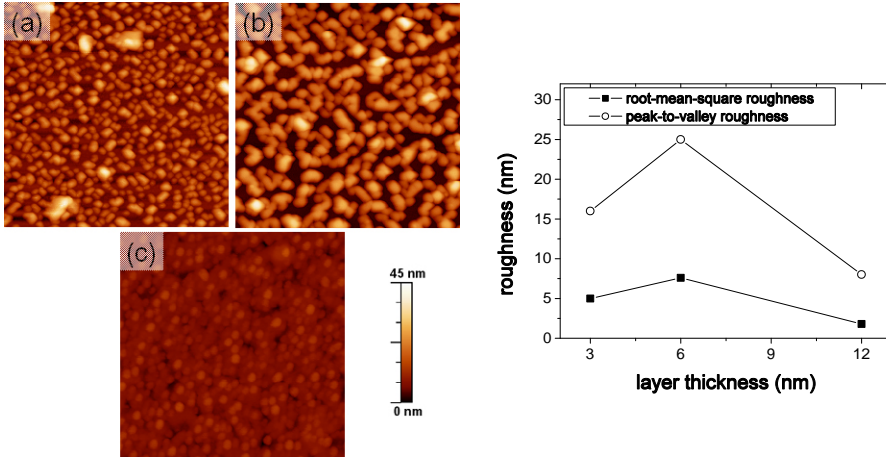 (a)
(b)
(c)
45 nm
0 nm
root-mean-square roughness
peak-to-valley roughness
30
25
20
15
10
5
0
roughness (nm)
3 6 9 12
layer thickness (nm)